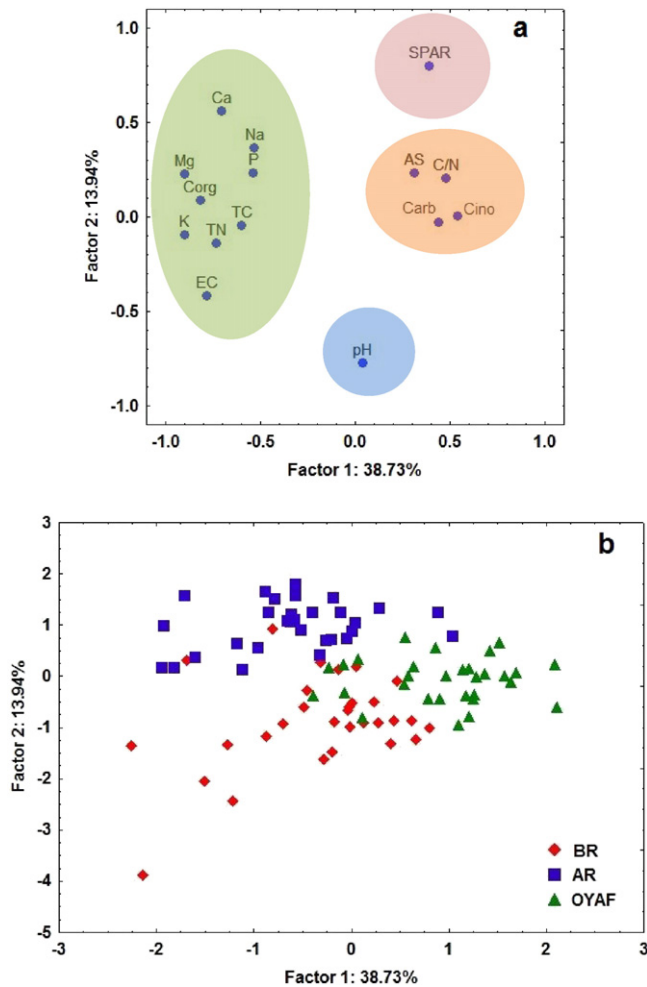 a
1.0
0.5
0.0
-0.5
-1.0
Factor 2: 13.94%
SPAR
Ca
Na
P
Mg
Corg
K
TN
TC
EC
AS
C/N
Carb
Cino
pH
-1.0 -0.5 0.0 0.5 1.0
Factor 1: 38.73%
b
3
2
1
0
-1
-2
-3
-4
-5
Factor 2: 13.94%
BR
AR
OYAF
-3 -2 -1 0 1 2 3
Factor 1: 38.73%